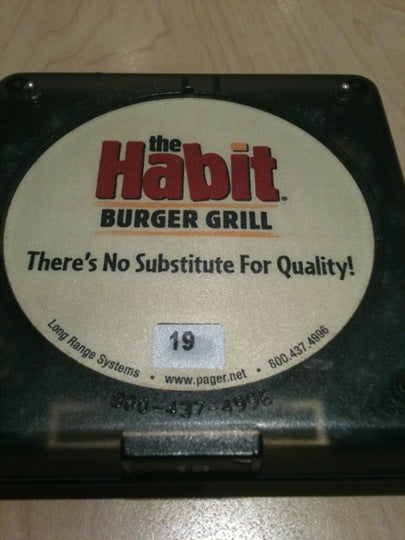 the
Habit
BURGER GRILL
There's No Substitute For Quality!
19
Long Range Systems • www.pager.net • 800.437.4996
800-437-4996
19